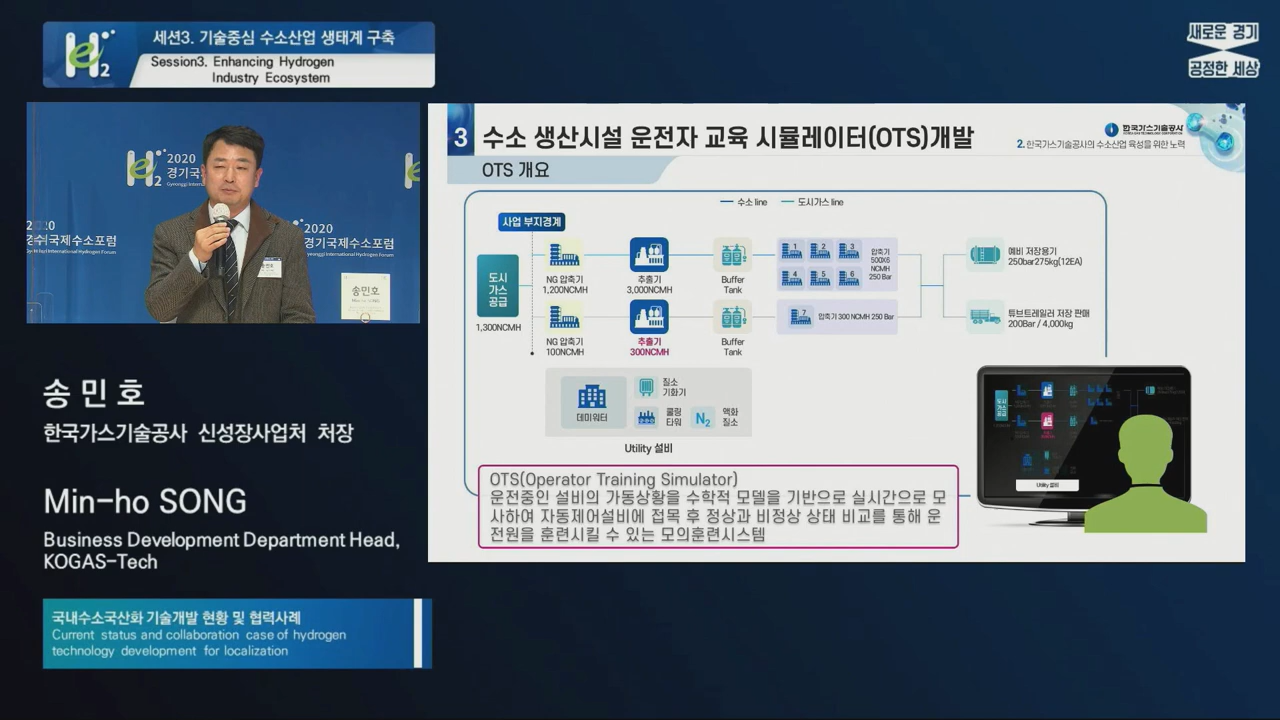 H2
e
세션3. 기술중심 수소산업 생태계 구축
Session3. Enhancing Hydrogen
Industry Ecosystem
새로운 경기
공정한 세상
2020
경기국제수소포럼
송민호
송 민 호
한국가스기술공사 신성장사업처 처장
Min-ho SONG
Business Development Department Head,
KOGAS-Tech
국내수소국산화 기술개발 현황 및 협력사례
Current status and collaboration case of hydrogen
technology development for localization
3
수소 생산시설 운전자 교육 시뮬레이터(OTS)개발
한국가스기술공사
2. 한국가스기술공사의 수소산업 육성을 위한 노력
OTS 개요
수소 line
도시가스 line
사업 부지경계
도시
가스
공급
1,300NCMH
NG 압축기
1,200NCMH
추출기
3,000NCMH
Buffer
Tank
1 2 3
4 5 6
압축기
500X6
NCMH
250 Bar
예비 저장용기
250bar275kg(12EA)
NG 압축기
100NCMH
추출기
300NCMH
Buffer
Tank
7
압축기 300 NCMH 250 Bar
튜브트레일러 저장 판매
200Bar / 4,000kg
데미워터
질소
기화기
쿨링
타워
N2
액화
질소
Utility 설비
OTS(Operator Training Simulator)
운전중인 설비의 가동상황을 수학적 모델을 기반으로 실시간으로 모
사하여 자동제어설비에 접목 후 정상과 비정상 상태 비교를 통해 운
전원을 훈련시킬 수 있는 모의훈련시스템
Utility 설비